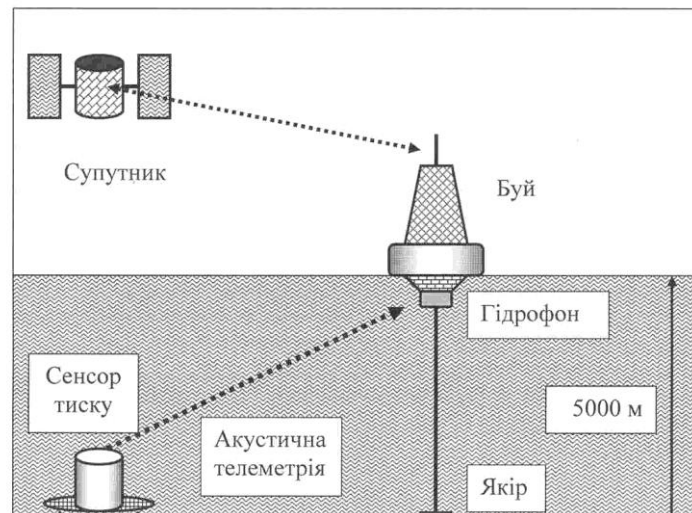 Супутник
Буй
Гідрофон
Сенсор
тиску
5000 м
Акустична
телеметрія
Якір